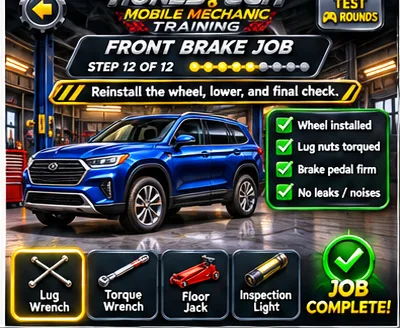 MOBILE MECHANIC
TRAINING
TEST
ROUNDS
FRONT BRAKE JOB
STEP 12 OF 12
Reinstall the wheel, lower, and final check.
Wheel installed
Lug nuts torqued
Brake pedal firm
No leaks / noises
Lug
Wrench
Torque
Wrench
Floor
Jack
Inspection
Light
JOB
COMPLETE!